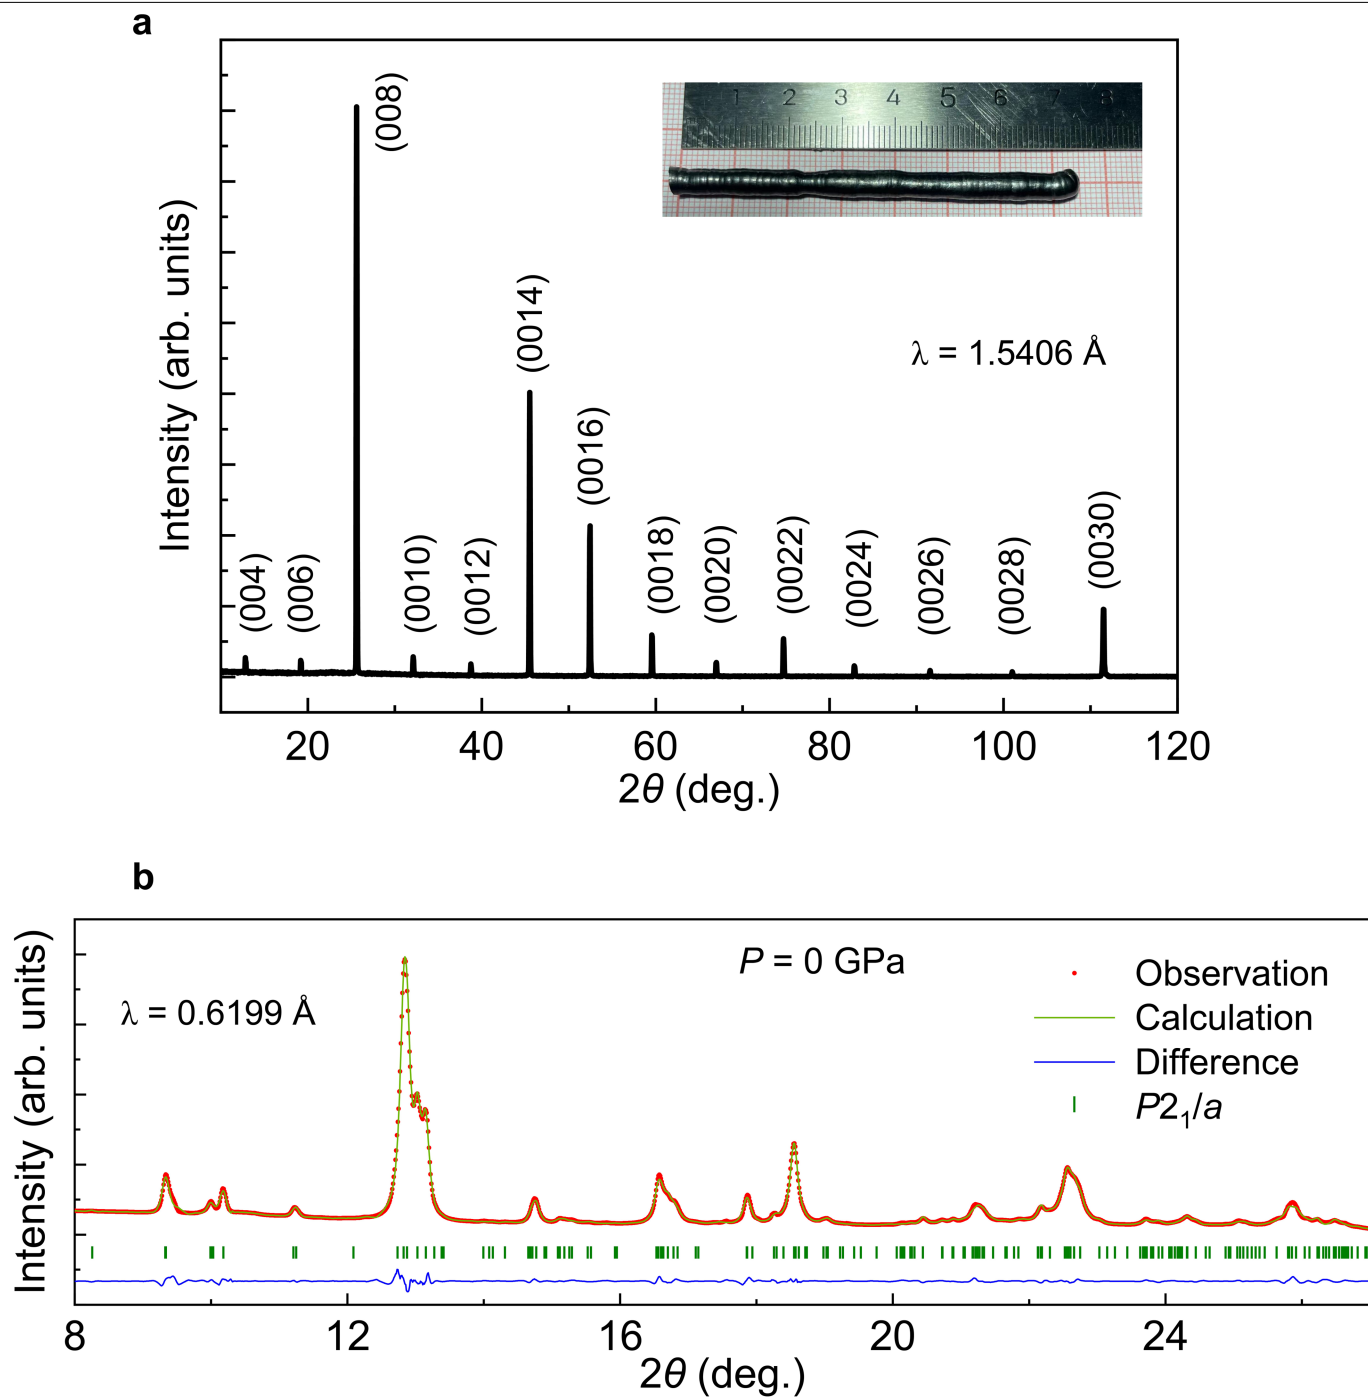 a
Intensity (arb. units)
(004)
(006)
(008)
(0010)
(0012)
(0014)
(0016)
(0018)
(0020)
(0022)
(0024)
(0026)
(0028)
(0030)
1 2 3 4 5 6 7 8
λ = 1.5406 Å
20 40 60 80 100 120
2θ (deg.)
b
Intensity (arb. units)
λ = 0.6199 Å
P = 0 GPa
Observation
Calculation
Difference
P2₁/a
8 12 16 20 24
2θ (deg.)